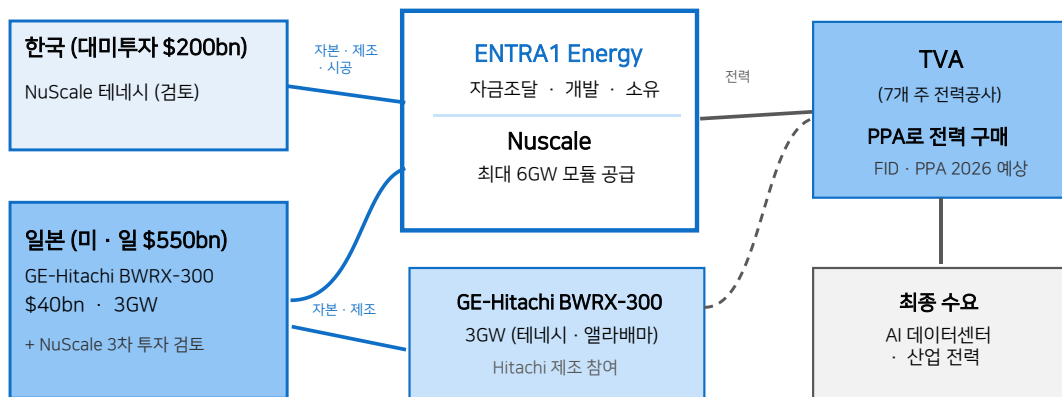 한국 (대미투자 $200bn)
NuScale 테네시 (검토)
자본 · 제조
· 시공
ENTRA1 Energy
자금조달 · 개발 · 소유
Nuscale
최대 6GW 모듈 공급
전력
TVA
(7개 주 전력공사)
PPA로 전력 구매
FID · PPA 2026 예상
일본 (미 · 일 $550bn)
GE-Hitachi BWRX-300
$40bn · 3GW
+ NuScale 3차 투자 검토
자본 · 제조
GE-Hitachi BWRX-300
3GW (테네시 · 앨라배마)
Hitachi 제조 참여
최종 수요
AI 데이터센터
· 산업 전력